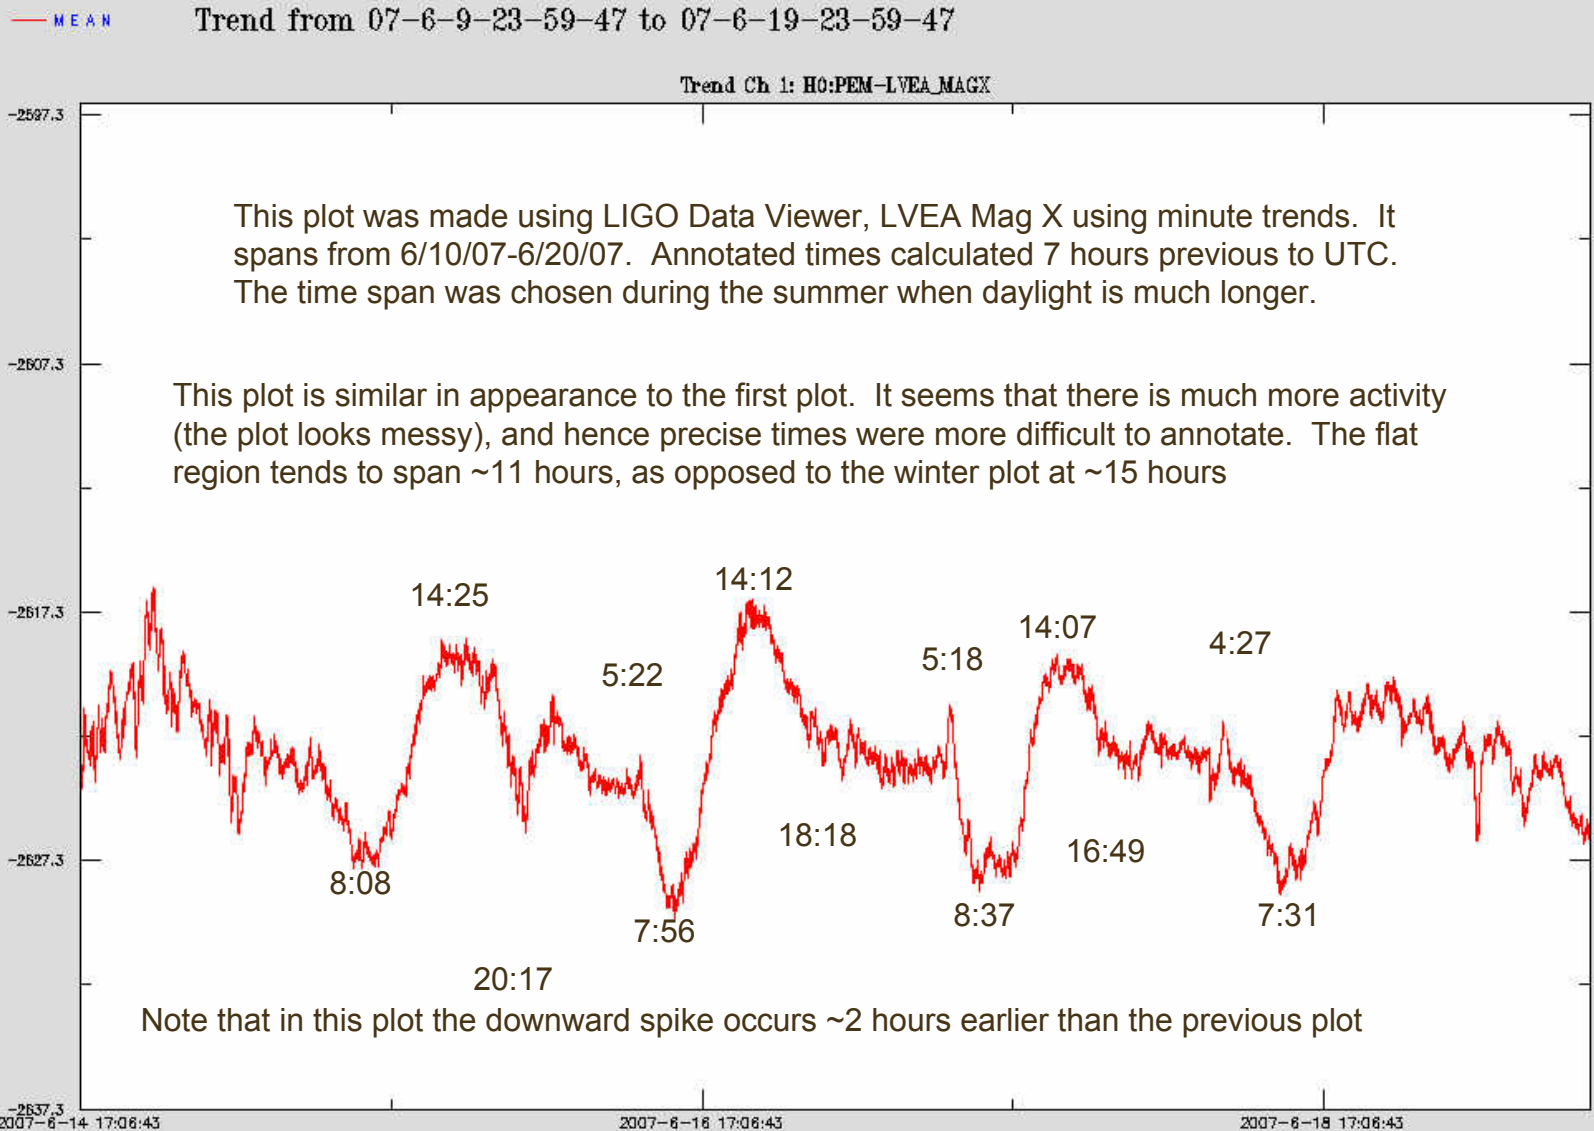 MEAN Trend from 07-6-9-23-59-47 to 07-6-19-23-59-47
Trend Ch 1: H0:PEM-LVEA_MAGX
-2597.3
This plot was made using LIGO Data Viewer, LVEA Mag X using minute trends. It
spans from 6/10/07-6/20/07. Annotated times calculated 7 hours previous to UTC.
The time span was chosen during the summer when daylight is much longer.
-2607.3
This plot is similar in appearance to the first plot. It seems that there is much more activity
(the plot looks messy), and hence precise times were more difficult to annotate. The flat
region tends to span ~11 hours, as opposed to the winter plot at ~15 hours
14:25 14:12
-2617.3
14:07
5:22 5:18 4:27
18:18 16:49
-2627.3
8:08 7:56 8:37 7:31
20:17
Note that in this plot the downward spike occurs ~2 hours earlier than the previous plot
-2637.3
2007-6-14 17:06:43 2007-6-16 17:06:43 2007-6-18 17:06:43